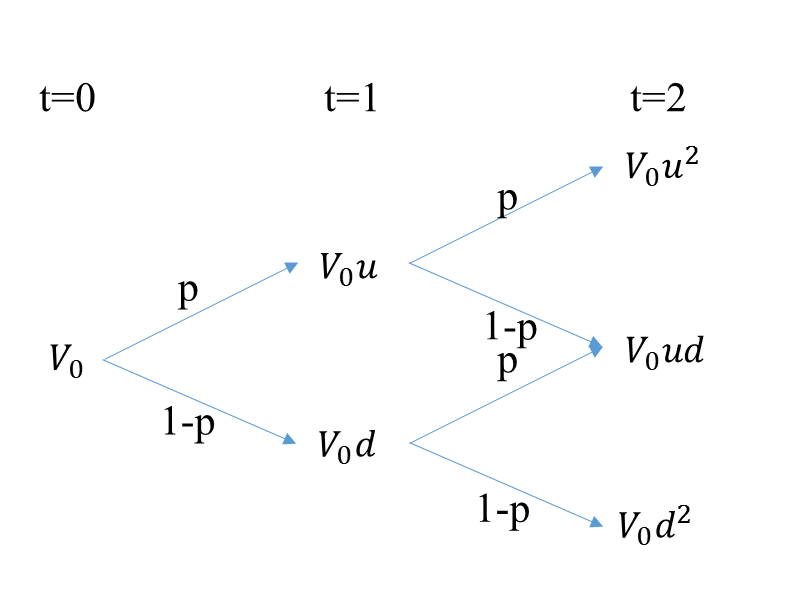 t=0 t=1 t=2
V₀u²
p
V₀u
p
1-p
V₀ud
V₀
p
1-p
V₀d
1-p
V₀d²